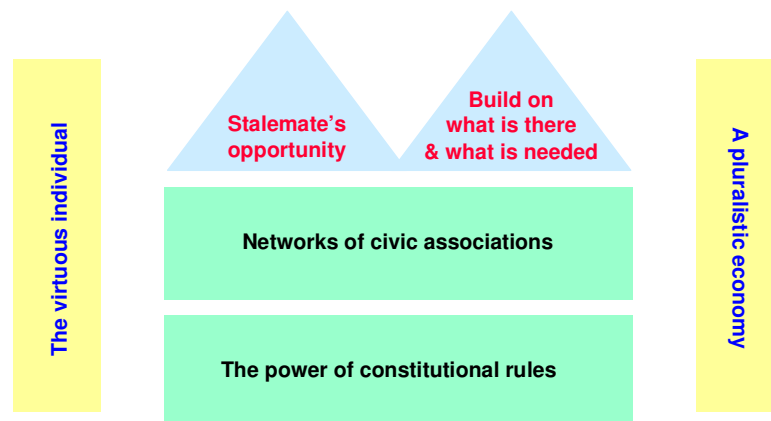 The virtuous individual
Stalemate's
opportunity
Build on
what is there
& what is needed
Networks of civic associations
The power of constitutional rules
A pluralistic economy